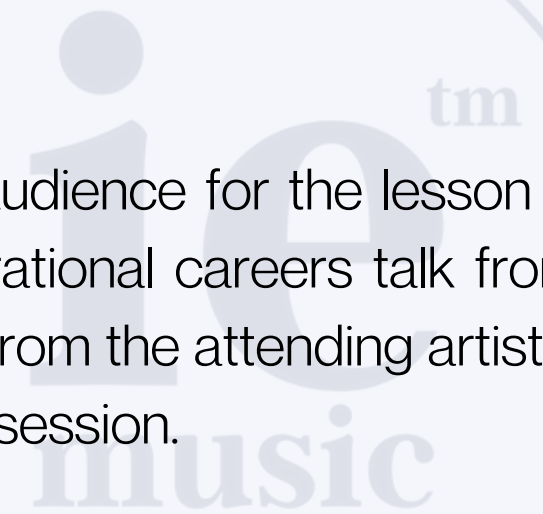 tm
ie
udience for the lesson
rational careers talk fro
rom the attending artist
session.
music